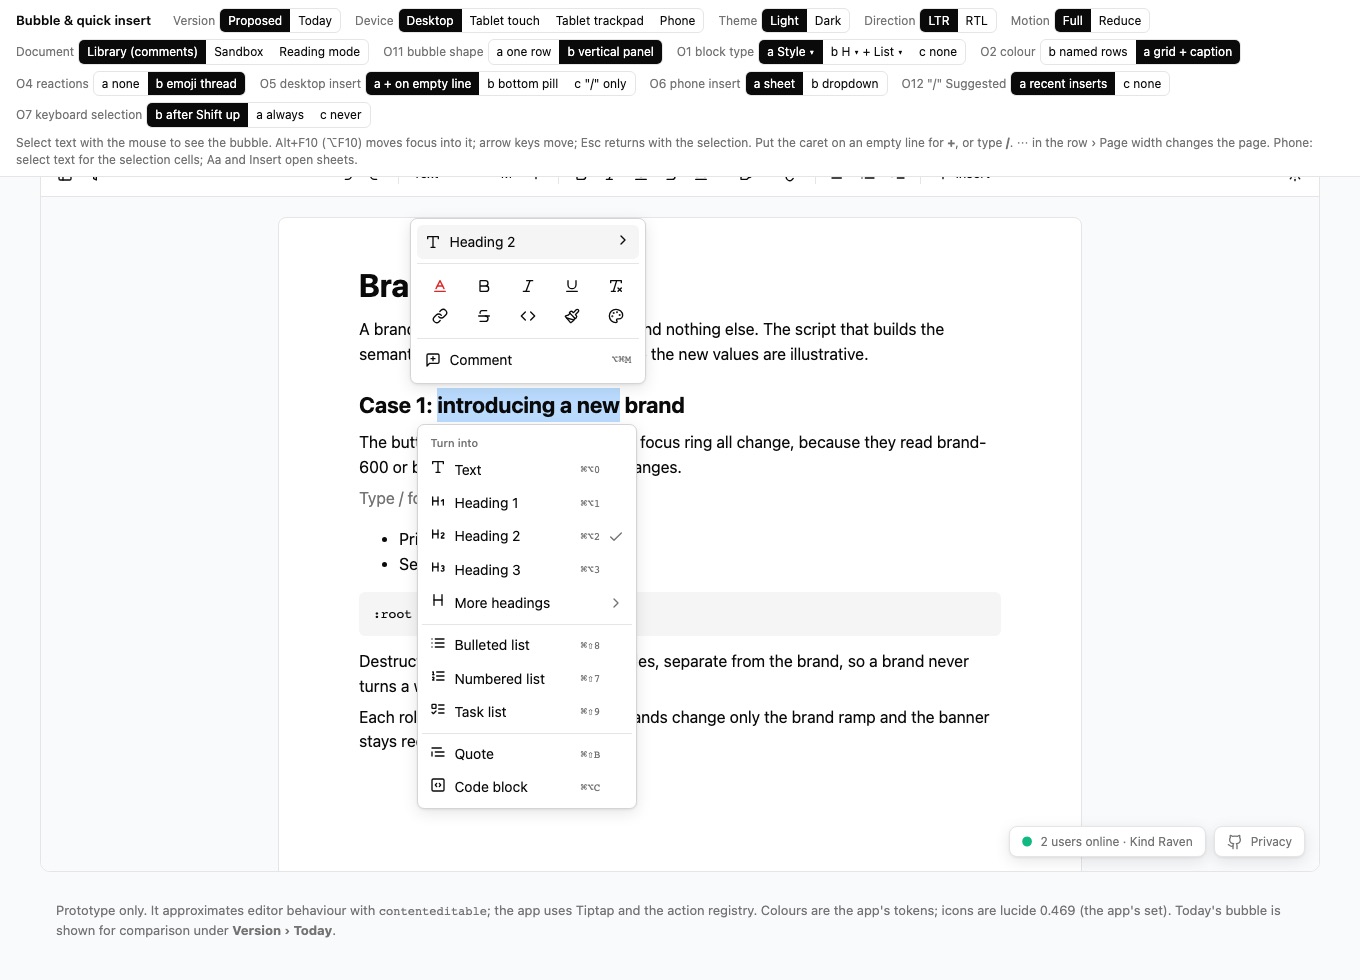 Bubble & quick insert Version Proposed Today Device Desktop Tablet touch Tablet trackpad Phone Theme Light Dark Direction LTR RTL Motion Full Reduce
Document Library (comments) Sandbox Reading mode O11 bubble shape a one row b vertical panel O1 block type a Style ▾ b H ▾ + List ▾ c none O2 colour b named rows a grid + caption
O4 reactions a none b emoji thread O5 desktop insert a + on empty line b bottom pill c "/" only O6 phone insert a sheet b dropdown O12 "/" Suggested a recent inserts c none
O7 keyboard selection b after Shift up a always c never
Select text with the mouse to see the bubble. Alt+F10 (⌥F10) moves focus into it; arrow keys move; Esc returns with the selection. Put the caret on an empty line for +, or type /. ··· in the row › Page width changes the page. Phone:
select text for the selection cells; Aa and Insert open sheets.
Heading 2
Bra
A brand
nd nothing else. The script that builds the
semant
the new values are illustrative.
Comment ⌥⌘M
Case 1: introducing a new brand
The butt
focus ring all change, because they read brand-
600 or b
anges.
Type / fo
• Pri
• Se
:root
Destruc
es, separate from the brand, so a brand never
turns a w
Each rol
ands change only the brand ramp and the banner
stays re
Turn into
Text ⌘⌥0
H1 Heading 1 ⌘⌥1
H2 Heading 2 ⌘⌥2
H3 Heading 3 ⌘⌥3
H More headings
Bulleted list ⌘⇧8
Numbered list ⌘⇧7
Task list ⌘⇧9
Quote ⌘⇧B
Code block ⌘⌥C
2 users online · Kind Raven
Privacy
Prototype only. It approximates editor behaviour with contenteditable; the app uses Tiptap and the action registry. Colours are the app's tokens; icons are lucide 0.469 (the app's set). Today's bubble is
shown for comparison under Version › Today.